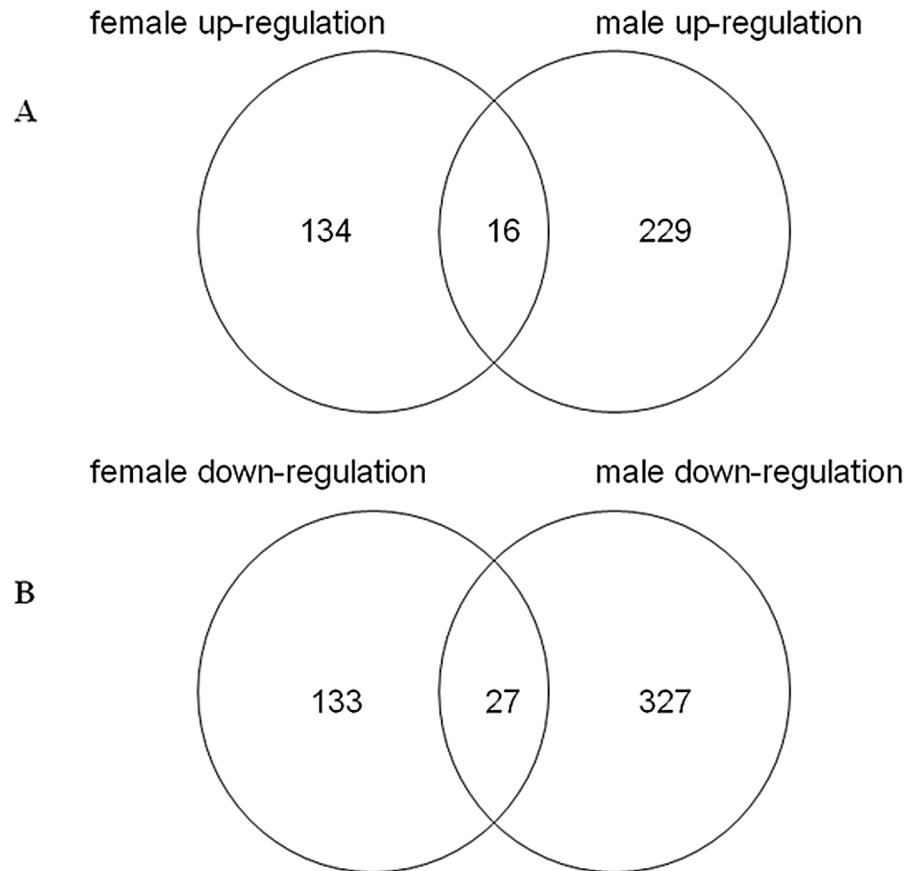 female up-regulation male up-regulation
A
134 16 229
female down-regulation male down-regulation
B
133 27 327